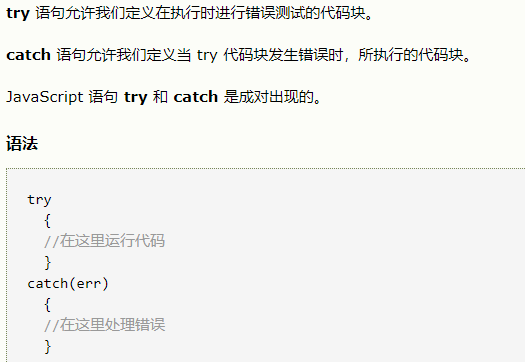 try 语句允许我们定义在执行时进行错误测试的代码块。
catch 语句允许我们定义当 try 代码块发生错误时，所执行的代码块。
JavaScript 语句 try 和 catch 是成对出现的。
语法
try
  {
  //在这里运行代码
  }
catch(err)
  {
  //在这里处理错误
  }